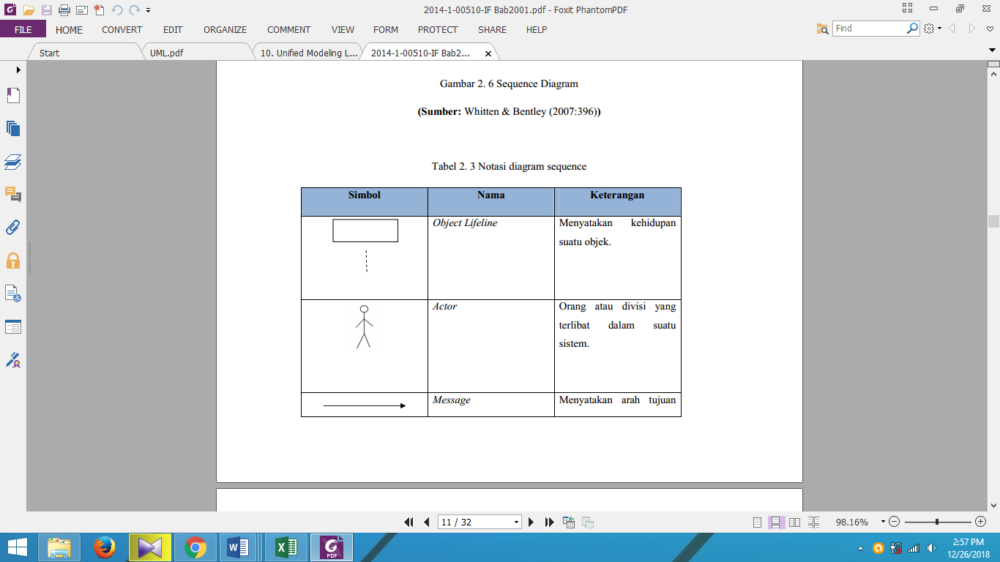 2014-1-00510-IF Bab2001.pdf - Foxit PhantomPDF
FILE HOME CONVERT EDIT ORGANIZE COMMENT VIEW FORM PROTECT SHARE HELP Find
Start UML.pdf 10. Unified Modeling L... 2014-1-00510-IF Bab2...
Gambar 2. 6 Sequence Diagram
(Sumber: Whitten & Bentley (2007:396))
Tabel 2. 3 Notasi diagram sequence
Simbol Nama Keterangan
Object Lifeline Menyatakan kehidupan
suatu objek.
Actor Orang atau divisi yang
terlibat dalam suatu
sistem.
Message Menyatakan arah tujuan
11 / 32 98.16%
PDF
2:57 PM
12/26/2018